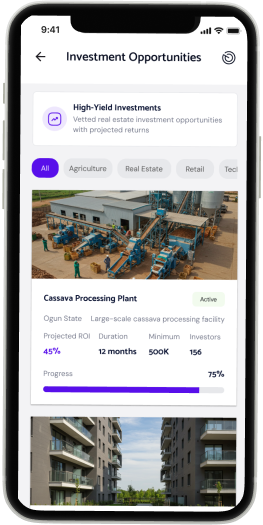 9:41
Investment Opportunities
High-Yield Investments
Vetted real estate investment opportunities
with projected returns
All Agriculture Real Estate Retail Tecl
Cassava Processing Plant Active
Ogun State Large-scale cassava processing facility
Projected ROI Duration Minimum Investors
45% 12 months 500K 156
Progress 75%